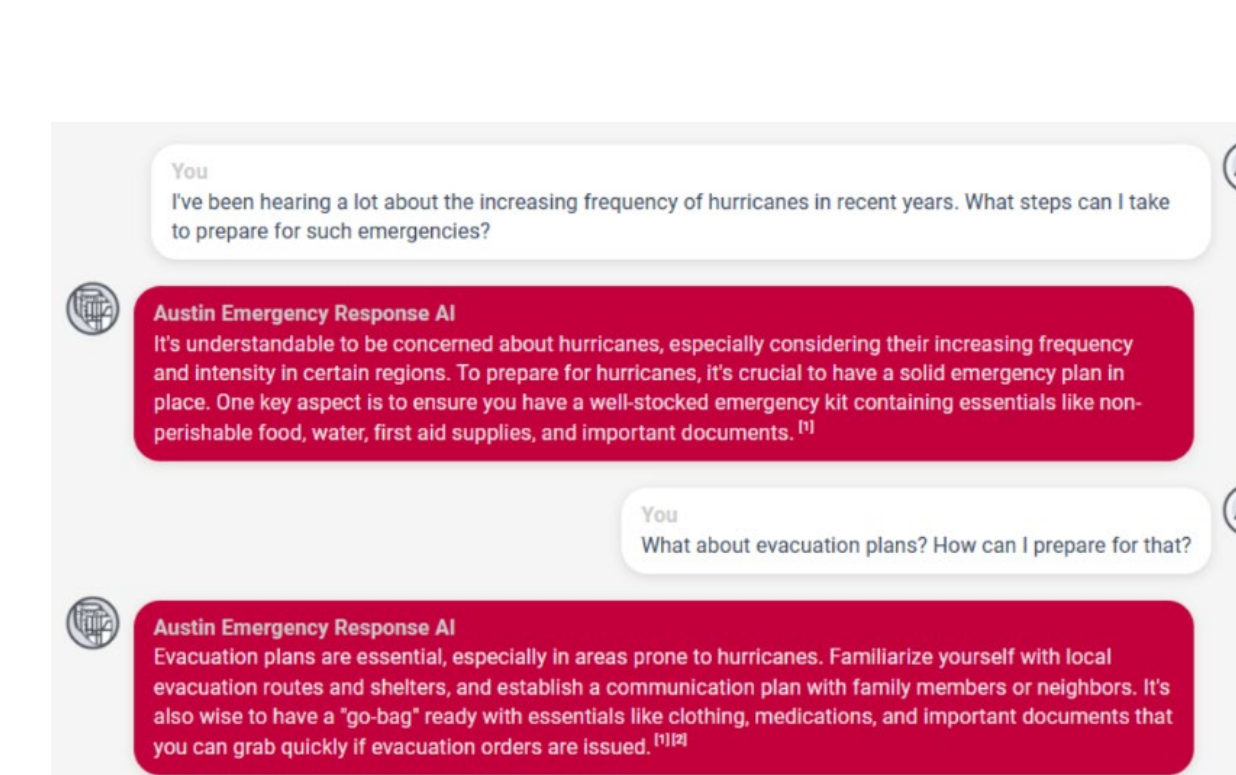 You
I've been hearing a lot about the increasing frequency of hurricanes in recent years. What steps can I take
to prepare for such emergencies?
Austin Emergency Response AI
It's understandable to be concerned about hurricanes, especially considering their increasing frequency
and intensity in certain regions. To prepare for hurricanes, it's crucial to have a solid emergency plan in
place. One key aspect is to ensure you have a well-stocked emergency kit containing essentials like non-
perishable food, water, first aid supplies, and important documents. [1]
You
What about evacuation plans? How can I prepare for that?
Austin Emergency Response AI
Evacuation plans are essential, especially in areas prone to hurricanes. Familiarize yourself with local
evacuation routes and shelters, and establish a communication plan with family members or neighbors. It's
also wise to have a "go-bag" ready with essentials like clothing, medications, and important documents that
you can grab quickly if evacuation orders are issued. [1][2]